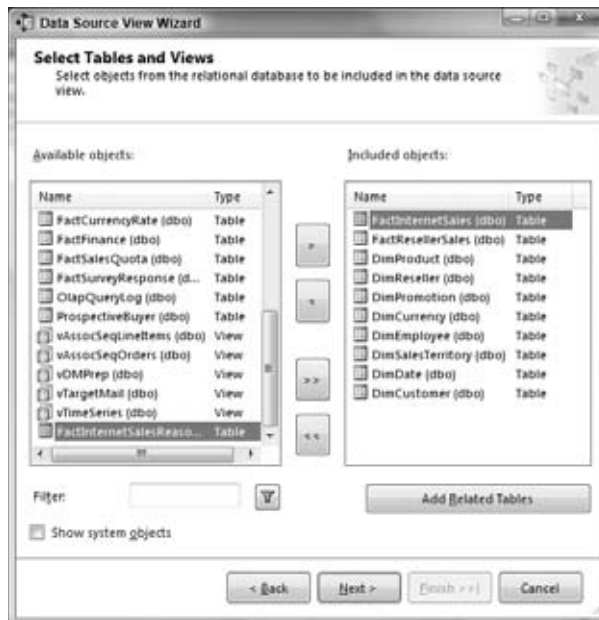 Data Source View Wizard
Select Tables and Views
Select objects from the relational database to be included in the data source
view.
Available objects:
Name Type
FactCurrencyRate (dbo) Table
FactFinance (dbo) Table
FactSalesQuota (dbo) Table
FactSurveyResponse (d... Table
OlapQueryLog (dbo) Table
ProspectiveBuyer (dbo) Table
vAssocSeqLineItems (dbo) View
vAssocSeqOrders (dbo) View
vDMPrep (dbo) View
vTargetMail (dbo) View
vTimeSeries (dbo) View
FactInternetSalesReaso... Table
>
<
>>
<<
Included objects:
Name Type
FactInternetSales (dbo) Table
FactResellerSales (dbo) Table
DimProduct (dbo) Table
DimReseller (dbo) Table
DimPromotion (dbo) Table
DimCurrency (dbo) Table
DimEmployee (dbo) Table
DimSalesTerritory (dbo) Table
DimDate (dbo) Table
DimCustomer (dbo) Table
Filter:
Add Related Tables
Show system objects
< Back
Next >
Finish >>|
Cancel